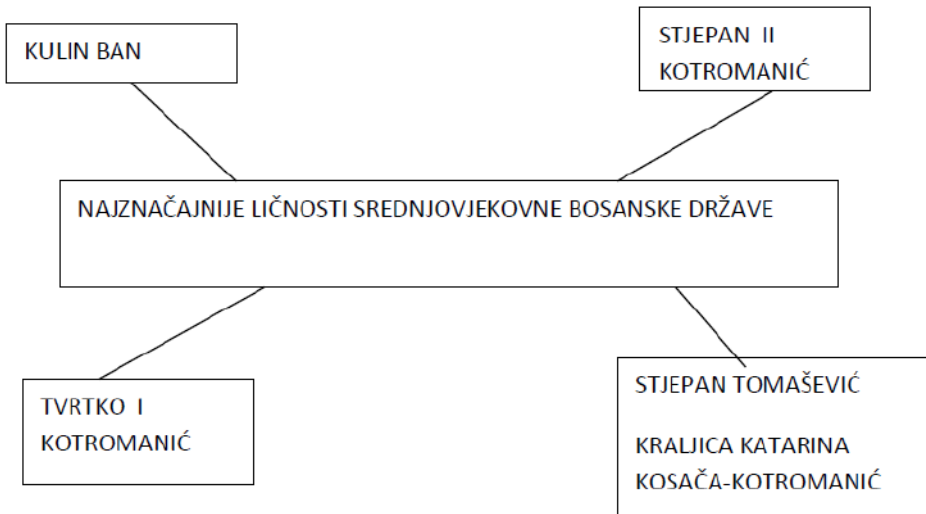 KULIN BAN
STJEPAN II
KOTROMANIĆ
NAJZNAČAJNIJE LIČNOSTI SREDNJOVJEKOVNE BOSANSKE DRŽAVE
TVRTKO I
KOTROMANIĆ
STJEPAN TOMAŠEVIĆ
KRALJICA KATARINA
KOSAČA-KOTROMANIĆ